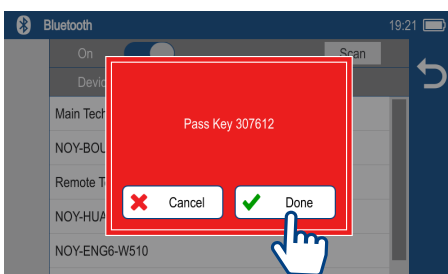 Bluetooth 19:21
On Scan
Devic
Main Tech
Pass Key 307612
NOY-BOU
Remote T
Cancel Done
NOY-HUA
NOY-ENG6-W510